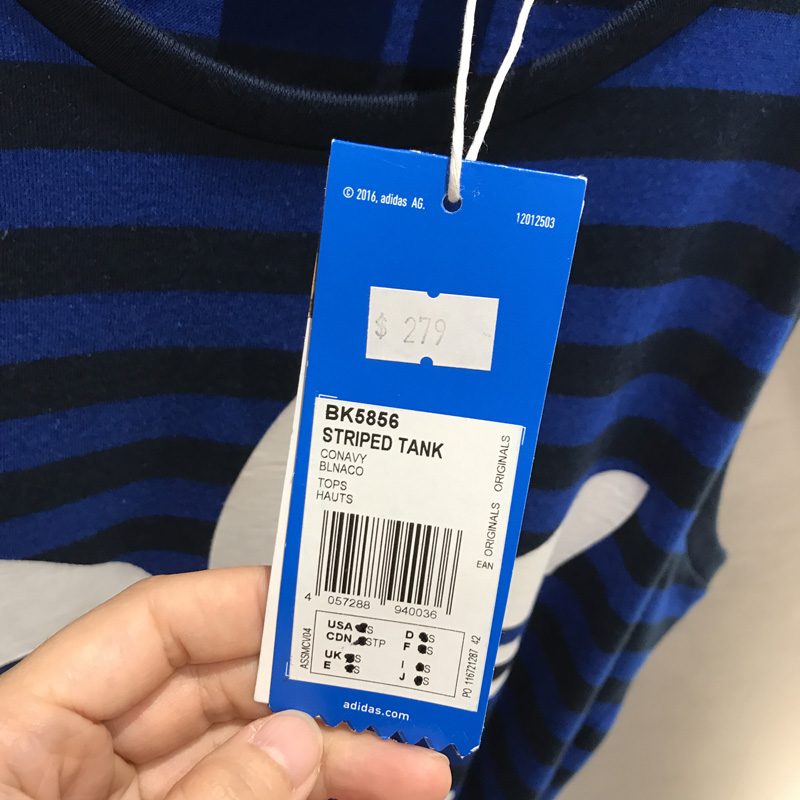 © 2016, adidas AG.
12012503
$ 279
BK5856
STRIPED TANK
CONAVY
BLNACO
TOPS
HAUTS
ORIGINALS
EAN ORIGINALS
4 057288 940036
ASSMCV04
USA S
CDN STP
UK S
E S
D S
F S
I S
J S
PO 116721287 42
adidas.com